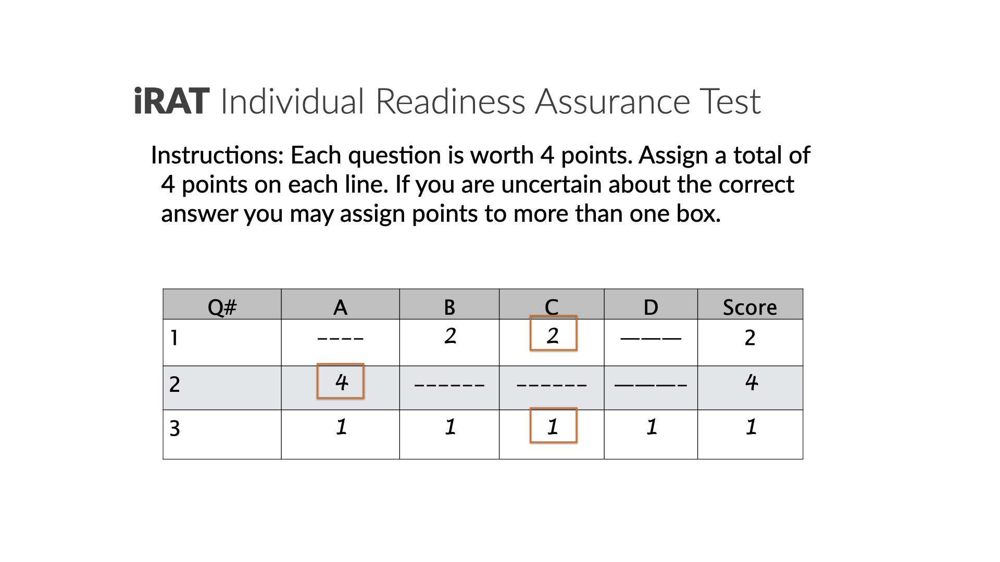 iRAT Individual Readiness Assurance Test
Instructions: Each question is worth 4 points. Assign a total of
4 points on each line. If you are uncertain about the correct
answer you may assign points to more than one box.
Q# A B C D Score
1 ---- 2 2 ——— 2
2 4 ------ ------ ———- 4
3 1 1 1 1 1